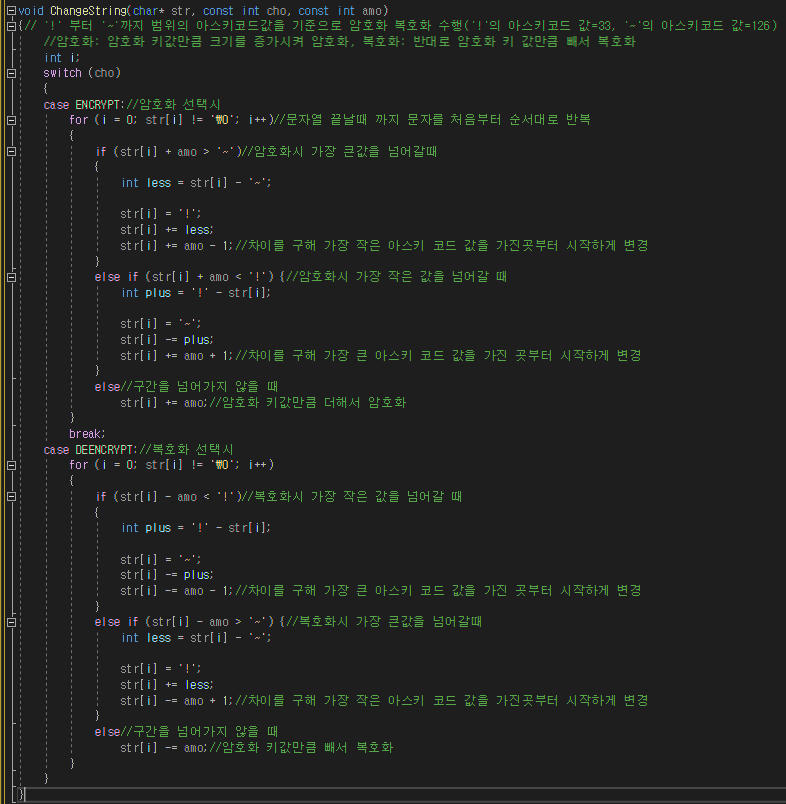 void ChangeString(char* str, const int cho, const int amo)
{// '!' 부터 '~'까지 범위의 아스키코드값을 기준으로 암호화 복호화 수행('!'의 아스키코드 값=33, '~'의 아스키코드 값=126)
//암호화: 암호화 키값만큼 크기를 증가시켜 암호화, 복호화: 반대로 암호화 키 값만큼 빼서 복호화
int i;
switch (cho)
{
case ENCRYPT://암호화 선택시
for (i = 0; str[i] != '₩0'; i++)//문자열 끝날때 까지 문자를 처음부터 순서대로 반복
{
if (str[i] + amo > '~')//암호화시 가장 큰값을 넘어갈때
{
int less = str[i] - '~';
str[i] = '!';
str[i] += less;
str[i] += amo - 1;//차이를 구해 가장 작은 아스키 코드 값을 가진곳부터 시작하게 변경
}
else if (str[i] + amo < '!') {//암호화시 가장 작은 값을 넘어갈 때
int plus = '!' - str[i];
str[i] = '~';
str[i] -= plus;
str[i] += amo + 1;//차이를 구해 가장 큰 아스키 코드 값을 가진 곳부터 시작하게 변경
}
else//구간을 넘어가지 않을 때
str[i] += amo;//암호화 키값만큼 더해서 암호화
}
break;
case DEENCRYPT://복호화 선택시
for (i = 0; str[i] != '₩0'; i++)
{
if (str[i] - amo < '!')//복호화시 가장 작은 값을 넘어갈 때
{
int plus = '!' - str[i];
str[i] = '~';
str[i] -= plus;
str[i] -= amo - 1;//차이를 구해 가장 큰 아스키 코드 값을 가진 곳부터 시작하게 변경
}
else if (str[i] - amo > '~') {//복호화시 가장 큰값을 넘어갈때
int less = str[i] - '~';
str[i] = '!';
str[i] += less;
str[i] -= amo + 1;//차이를 구해 가장 작은 아스키 코드 값을 가진곳부터 시작하게 변경
}
else//구간을 넘어가지 않을 때
str[i] -= amo;//암호화 키값만큼 빼서 복호화
}
}
}